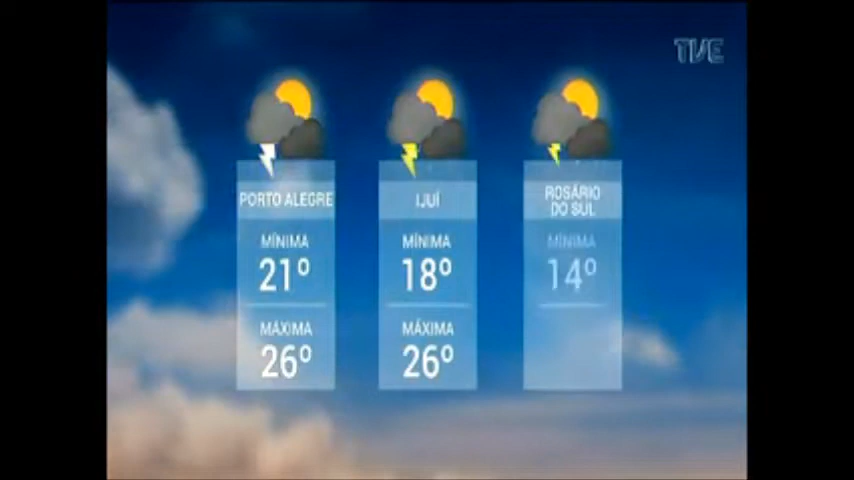 TVE
PORTO ALEGRE
MÍNIMA
21º
MÁXIMA
26º
IJUÍ
MÍNIMA
18º
MÁXIMA
26º
ROSÁRIO
DO SUL
MÍNIMA
14º